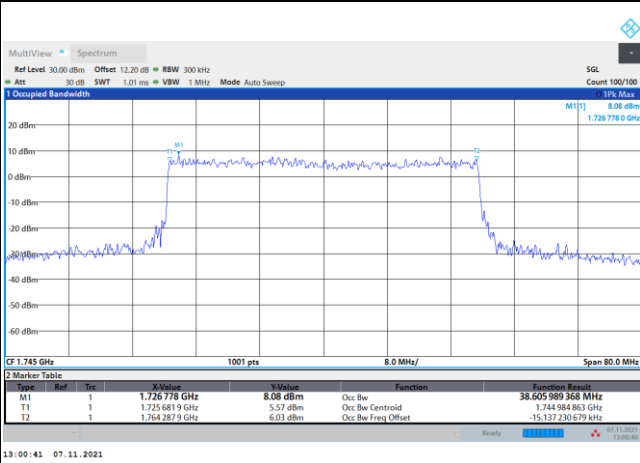 MultiView Spectrum
Ref Level 30.00 dBm Offset 12.20 dB RBW 300 kHz SGL
Att 30 dB SWT 1.01 ms VBW 1 MHz Mode Auto Sweep Count 100/100
1 Occupied Bandwidth 1Pk Max
M1[1] 8.08 dBm
1.726 778 0 GHz
20 dBm
M1
10 dBm
T1 T2
0 dBm
-10 dBm
-20 dBm
-30 dBm
-40 dBm
-50 dBm
-60 dBm
CF 1.745 GHz 1001 pts 8.0 MHz/ Span 80.0 MHz
2 Marker Table
Type Ref Trc X-Value Y-Value Function Function Result
M1 1 1.726 778 GHz 8.08 dBm Occ Bw 38.605 989 368 MHz
T1 1 1.725 681 9 GHz 5.57 dBm Occ Bw Centroid 1.744 984 863 GHz
T2 1 1.764 287 9 GHz 6.03 dBm Occ Bw Freq Offset -15.137 230 679 kHz
Ready 07.11.2021
13:00:40
13:00:41 07.11.2021